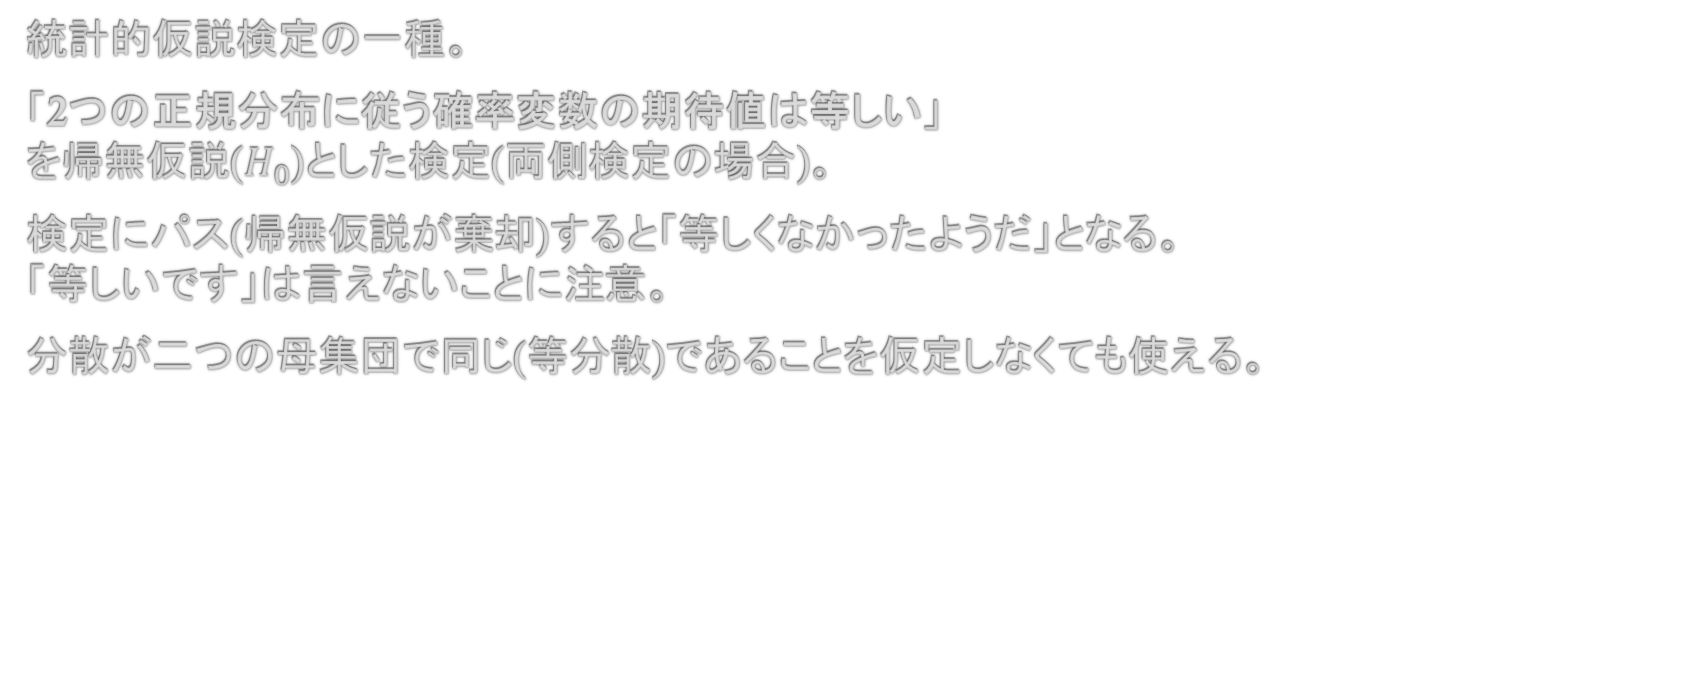 統計的仮説検定の一種。
「2つの正規分布に従う確率変数の期待値は等しい」
を帰無仮説(H₀)とした検定(両側検定の場合)。
検定にパス(帰無仮説が棄却)すると「等しくなかったようだ」となる。
「等しいです」は言えないことに注意。
分散が二つの母集団で同じ(等分散)であることを仮定しなくても使える。